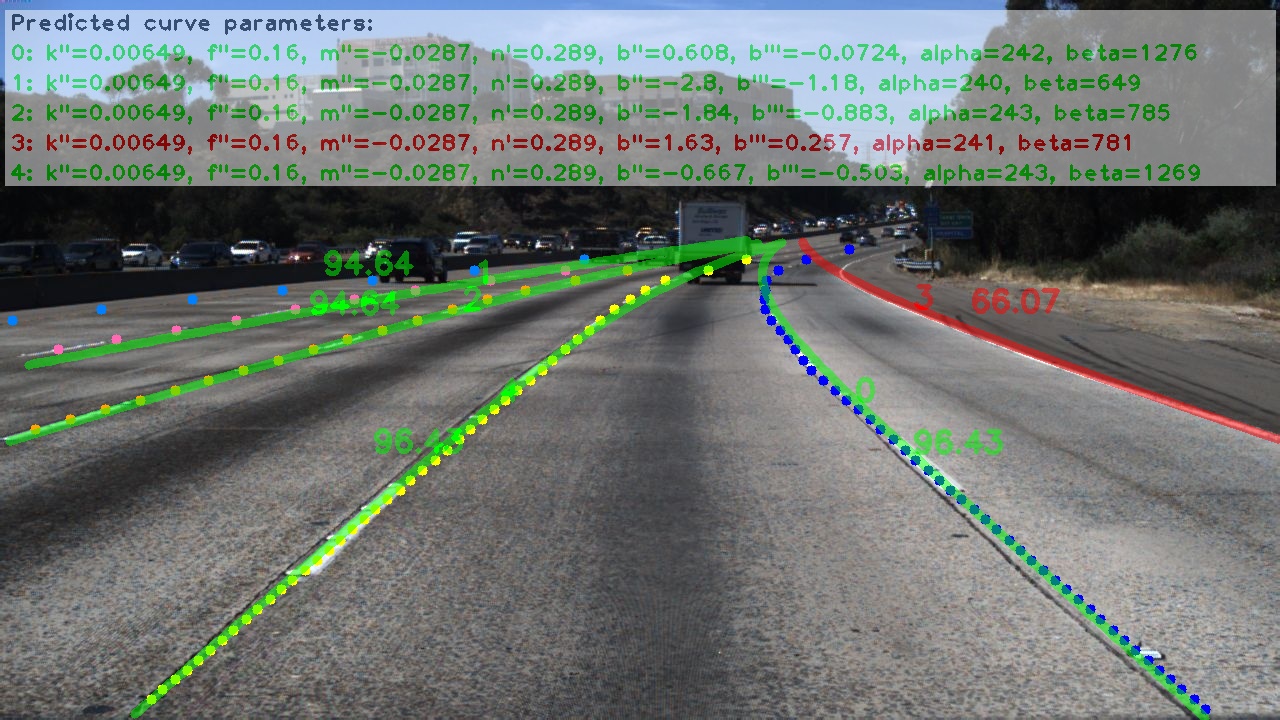 Predicted curve parameters:
0: k''=0.00649, f''=0.16, m''=-0.0287, n'=0.289, b''=0.608, b'''=-0.0724, alpha=242, beta=1276
1: k''=0.00649, f''=0.16, m''=-0.0287, n'=0.289, b''=-2.8, b'''=-1.18, alpha=240, beta=649
2: k''=0.00649, f''=0.16, m''=-0.0287, n'=0.289, b''=-1.84, b'''=-0.883, alpha=243, beta=785
3: k''=0.00649, f''=0.16, m''=-0.0287, n'=0.289, b''=1.63, b'''=0.257, alpha=241, beta=781
4: k''=0.00649, f''=0.16, m''=-0.0287, n'=0.289, b''=-0.667, b'''=-0.503, alpha=243, beta=1269
HOSPITAL
94.64 1
94.64 2
3 66.07
0
96.43
96.43